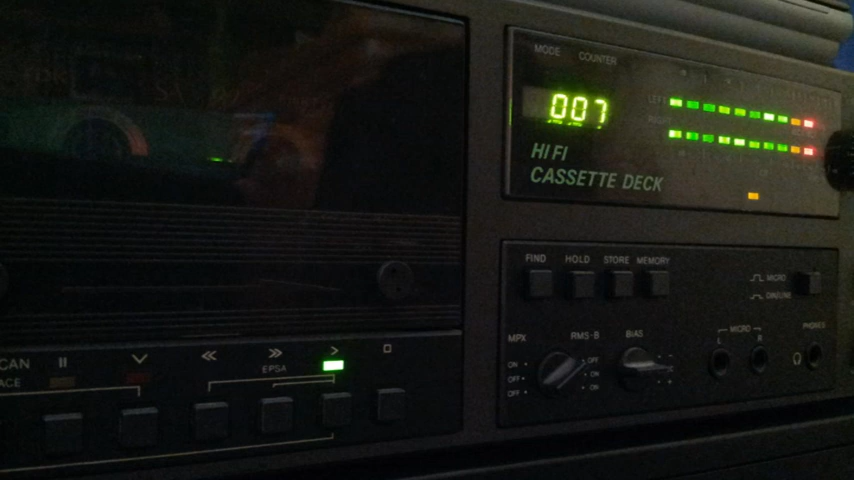 MODE COUNTER
007
LEFT
RIGHT
HI FI
CASSETTE DECK
FIND HOLD STORE MEMORY
MICRO
DIN/LINE
MPX RMS-B BIAS
MICRO
L R
PHONES
ON OFF
OFF ON
OFF ON
CAN
ACE
EPSA